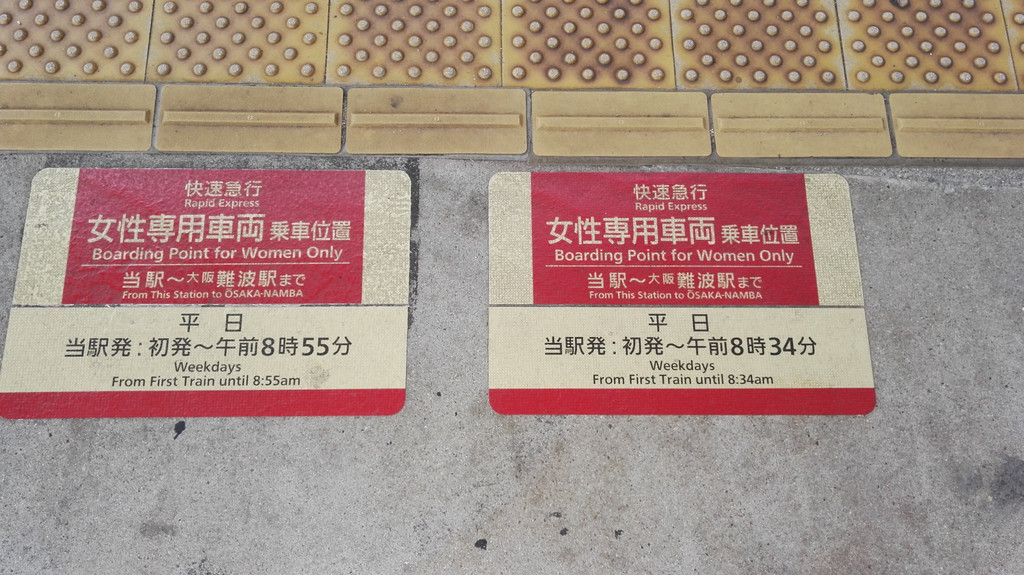 快速急行
Rapid Express
女性専用車両 乗車位置
Boarding Point for Women Only
当駅～大阪難波駅まで
From This Station to ŌSAKA-NAMBA
平日
当駅発：初発～午前8時55分
Weekdays
From First Train until 8:55am
快速急行
Rapid Express
女性専用車両 乗車位置
Boarding Point for Women Only
当駅～大阪難波駅まで
From This Station to ŌSAKA-NAMBA
平日
当駅発：初発～午前8時34分
Weekdays
From First Train until 8:34am